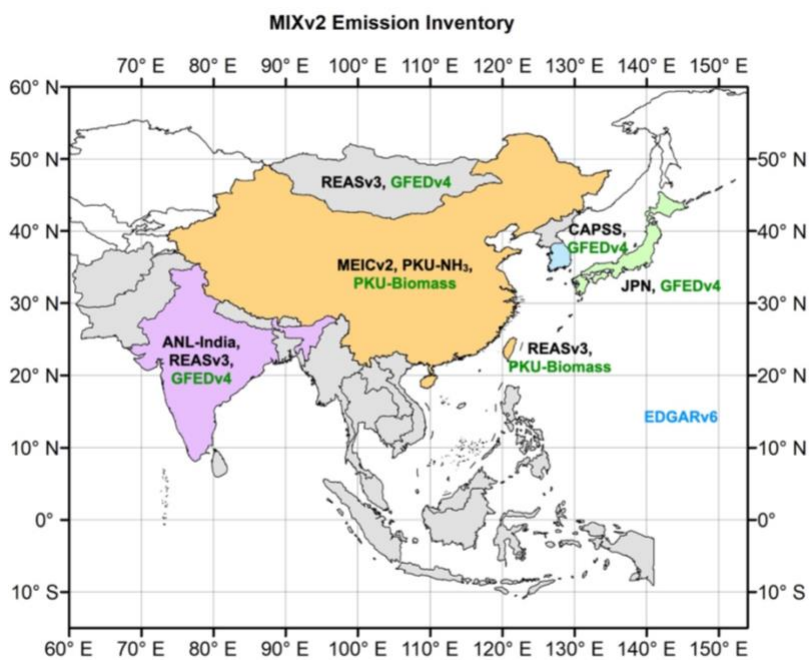 MIXv2 Emission Inventory
70° E 80° E 90° E 100° E 110° E 120° E 130° E 140° E 150° E
60° N
50° N 50° N
REASv3, GFEDv4
40° N 40° N
CAPSS,
GFEDv4
MEICv2, PKU-NH₃,
PKU-Biomass
JPN, GFEDv4
30° N 30° N
ANL-India,
REASv3,
GFEDv4
REASv3,
PKU-Biomass
20° N 20° N
EDGARv6
10° N 10° N
0° 0°
10° S 10° S
60° E 70° E 80° E 90° E 100° E 110° E 120° E 130° E 140° E 150° E